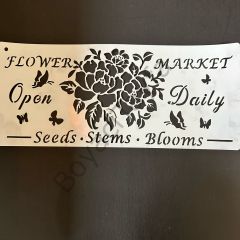 FLOWER MARKET
Open Daily
Seeds · Stems · Blooms